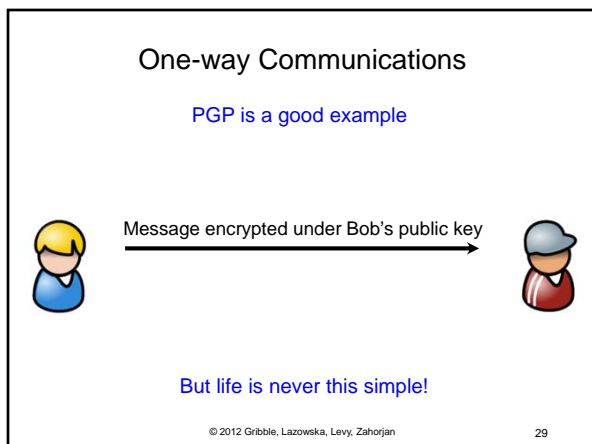 One-way Communications
PGP is a good example
Message encrypted under Bob's public key
But life is never this simple!
© 2012 Gribble, Lazowska, Levy, Zahorjan
29